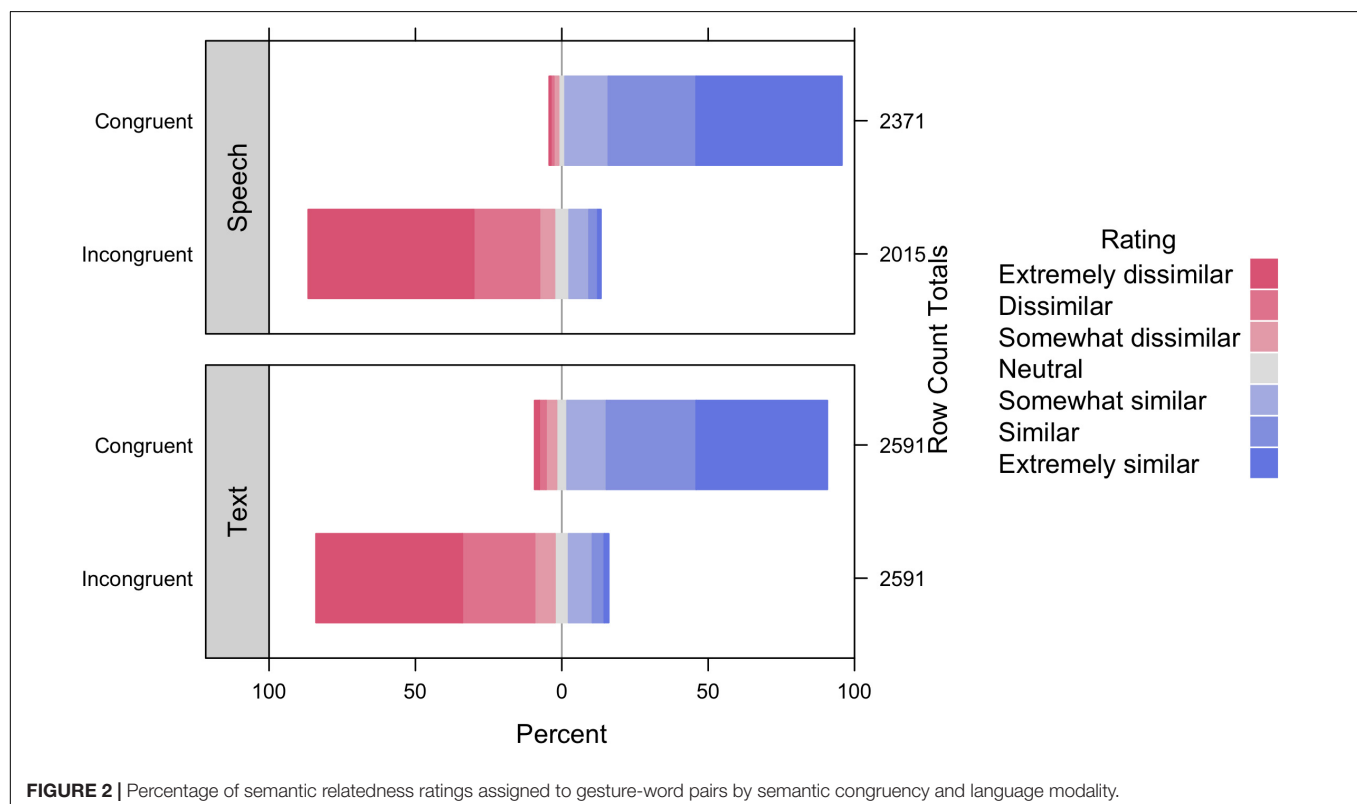 Speech
Congruent
2371
Incongruent
2015
Text
Congruent
2591
Incongruent
2591
Row Count Totals
100 50 0 50 100
Percent
Rating
Extremely dissimilar
Dissimilar
Somewhat dissimilar
Neutral
Somewhat similar
Similar
Extremely similar
FIGURE 2 | Percentage of semantic relatedness ratings assigned to gesture-word pairs by semantic congruency and language modality.